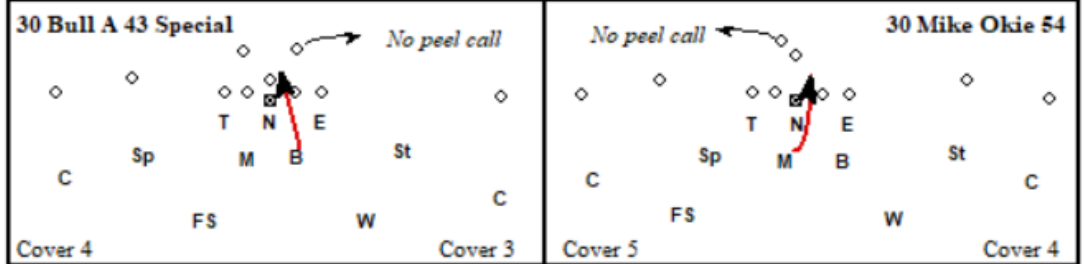 30 Bull A 43 Special
No peel call
T N E
Sp M B St
C C
FS W
Cover 4 Cover 3
30 Mike Okie 54
No peel call
T N E
Sp M B St
C C
FS W
Cover 5 Cover 4